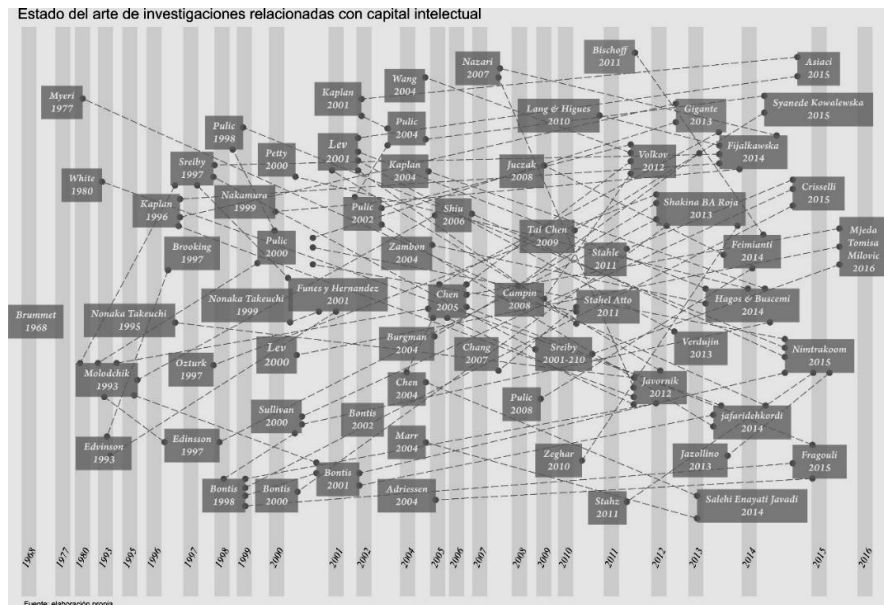 Estado del arte de investigaciones relacionadas con capital intelectual
Bischoff
2011
Nazari
2007
Asiaci
2015
Wang
2004
Kaplan
2001
Myeri
1977
Lang & Higues
2010
Gigante
2013
Syanede Kowalewska
2015
Pulic
1998
Pulic
2004
Lev
2001
Petty
2000
Sreiby
1997
Kaplan
2004
Juczak
2008
Volkov
2012
Fijalkawska
2014
White
1980
Nakamura
1999
Kaplan
1996
Pulic
2002
Shiu
2006
Shakina BA Roja
2013
Crisselli
2015
Tai Chen
2009
Mjeda
Tomisa
Milovic
2016
Brooking
1997
Pulic
2000
Zambon
2004
Stahle
2011
Feimianti
2014
Funes y Hernandez
2001
Nonaka Takeuchi
1999
Chen
2005
Campin
2008
Stahel Atto
2011
Hagos & Buscemi
2014
Brummet
1968
Nonaka Takeuchi
1995
Burgman
2004
Chang
2007
Sreiby
2001-210
Verdujin
2013
Nimtrakoom
2015
Lev
2000
Molodchik
1993
Ozturk
1997
Chen
2004
Pulic
2008
Javornik
2012
Sullivan
2000
Bontis
2002
jafaridehkordi
2014
Edvinson
1993
Edinsson
1997
Marr
2004
Zeghar
2010
Jazollino
2013
Fragouli
2015
Bontis
1998
Bontis
2000
Bontis
2001
Adriessen
2004
Stahz
2011
Salehi Enayati Javadi
2014
1968 1977 1980 1993 1995 1996 1997 1998 1999 2000 2001 2002 2004 2005 2006 2007 2008 2009 2010 2011 2012 2013 2014 2015 2016
Fuente: elaboración propia